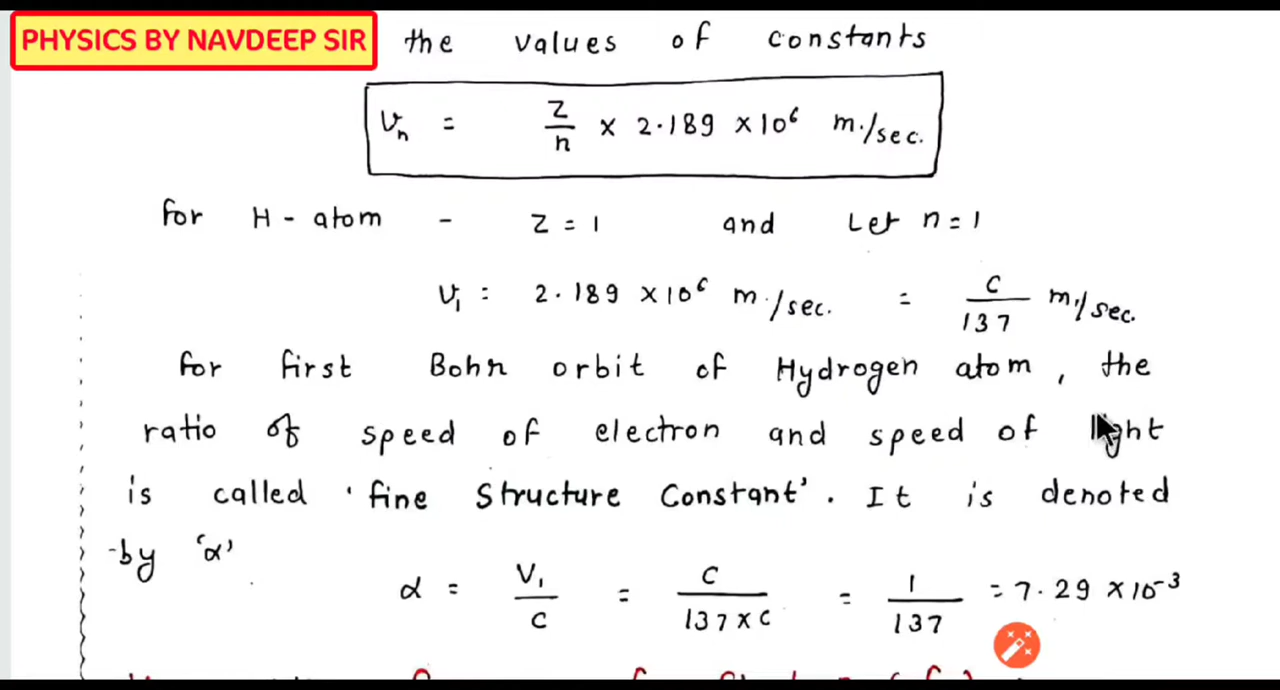 PHYSICS BY NAVDEEP SIR the values of constants
Vn = Z/n × 2.189 × 10⁶ m./sec.
For H - atom - Z = 1 and Let n = 1
V₁ = 2.189 × 10⁶ m./sec. = C/137 m/sec.
For first Bohr orbit of Hydrogen atom, the
ratio of speed of electron and speed of light
is called 'fine Structure Constant'. It is denoted
by 'α'
α = V₁/C = C/137×C = 1/137 = 7.29 × 10⁻³